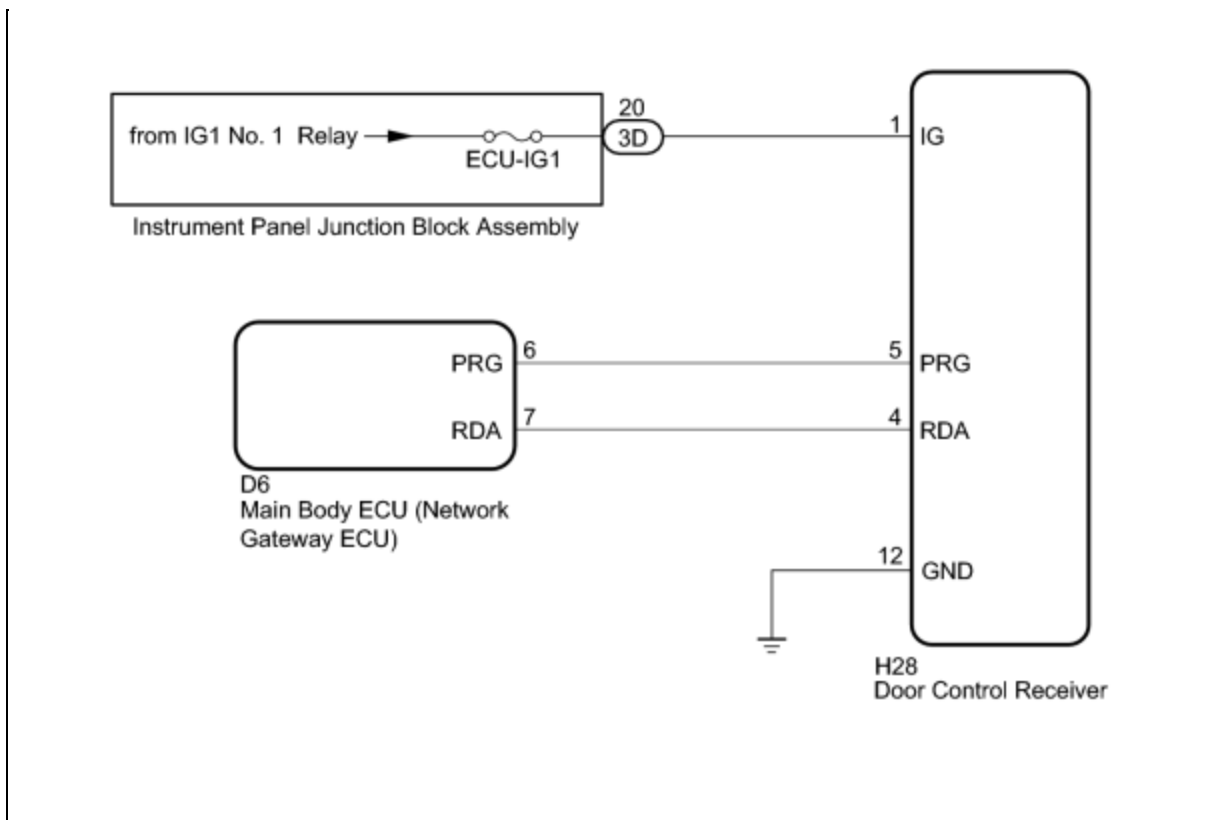 from IG1 No. 1 Relay
ECU-IG1
20
3D
1
IG
Instrument Panel Junction Block Assembly
PRG
6
5
PRG
RDA
7
4
RDA
D6
Main Body ECU (Network
Gateway ECU)
12
GND
H28
Door Control Receiver